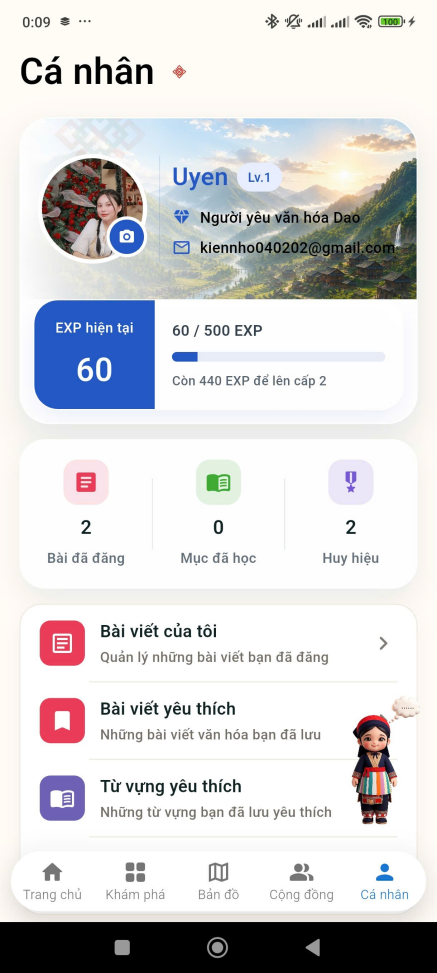 0:09
100
Cá nhân
Uyen Lv.1
Người yêu văn hóa Dao
kiennho040202@gmail.com
EXP hiện tại
60
60 / 500 EXP
Còn 440 EXP để lên cấp 2
2
Bài đã đăng
0
Mục đã học
2
Huy hiệu
Bài viết của tôi
Quản lý những bài viết bạn đã đăng
Bài viết yêu thích
Những bài viết văn hóa bạn đã lưu
Từ vựng yêu thích
Những từ vựng bạn đã lưu yêu thích
Trang chủ
Khám phá
Bản đồ
Cộng đồng
Cá nhân